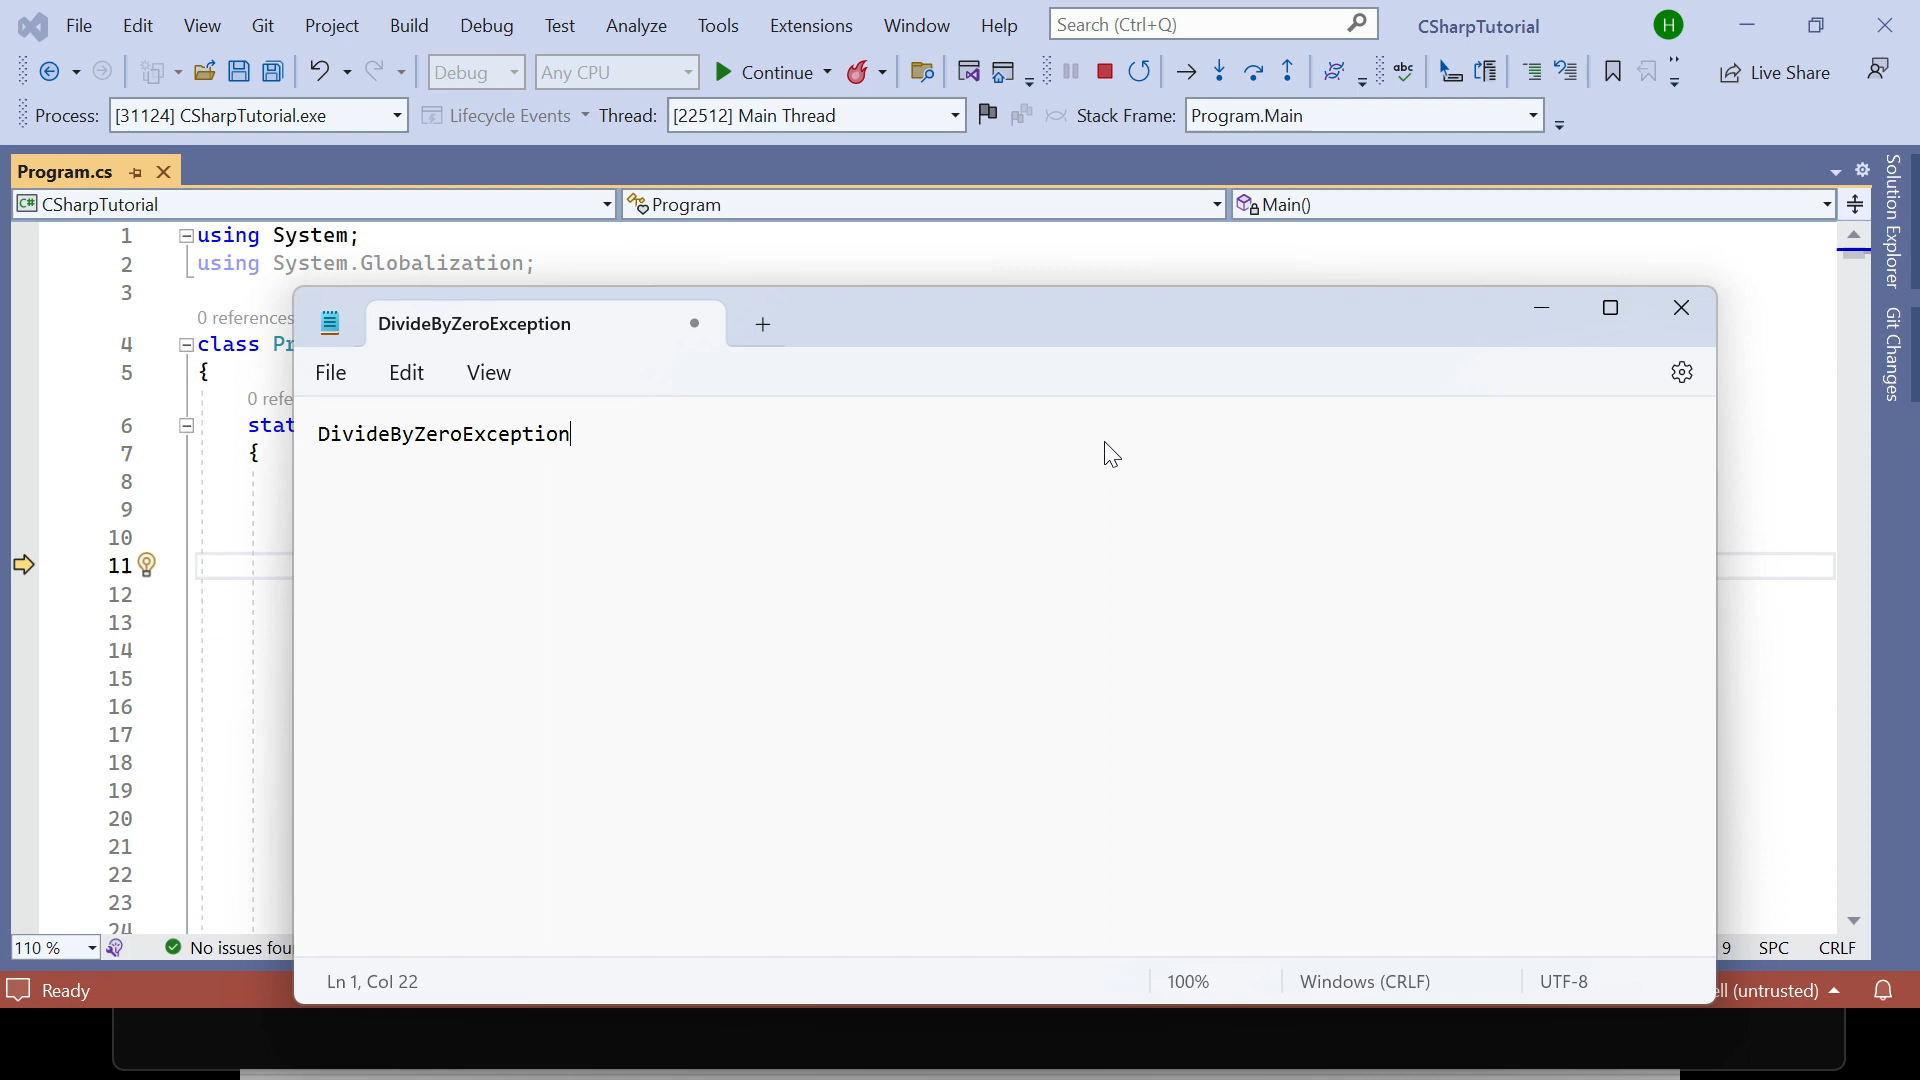 File Edit View Git Project Build Debug Test Analyze Tools Extensions Window Help Search (Ctrl+Q) CSharpTutorial H
Debug Any CPU Continue abc Live Share
Process: [31124] CSharpTutorial.exe Lifecycle Events Thread: [22512] Main Thread Stack Frame: Program.Main
Program.cs
C# CSharpTutorial Program Main()
1 using System;
2 using System.Globalization;
3
0 references
4 class Pr
5 {
0 refe
6 stat
7 {
8
9
10
11
12
13
14
15
16
17
18
19
20
21
22
23
24
DivideByZeroException
File Edit View
DivideByZeroException
Ln 1, Col 22 100% Windows (CRLF) UTF-8
Solution Explorer
Git Changes
110 % No issues fou 9 SPC CRLF
Ready ell (untrusted)